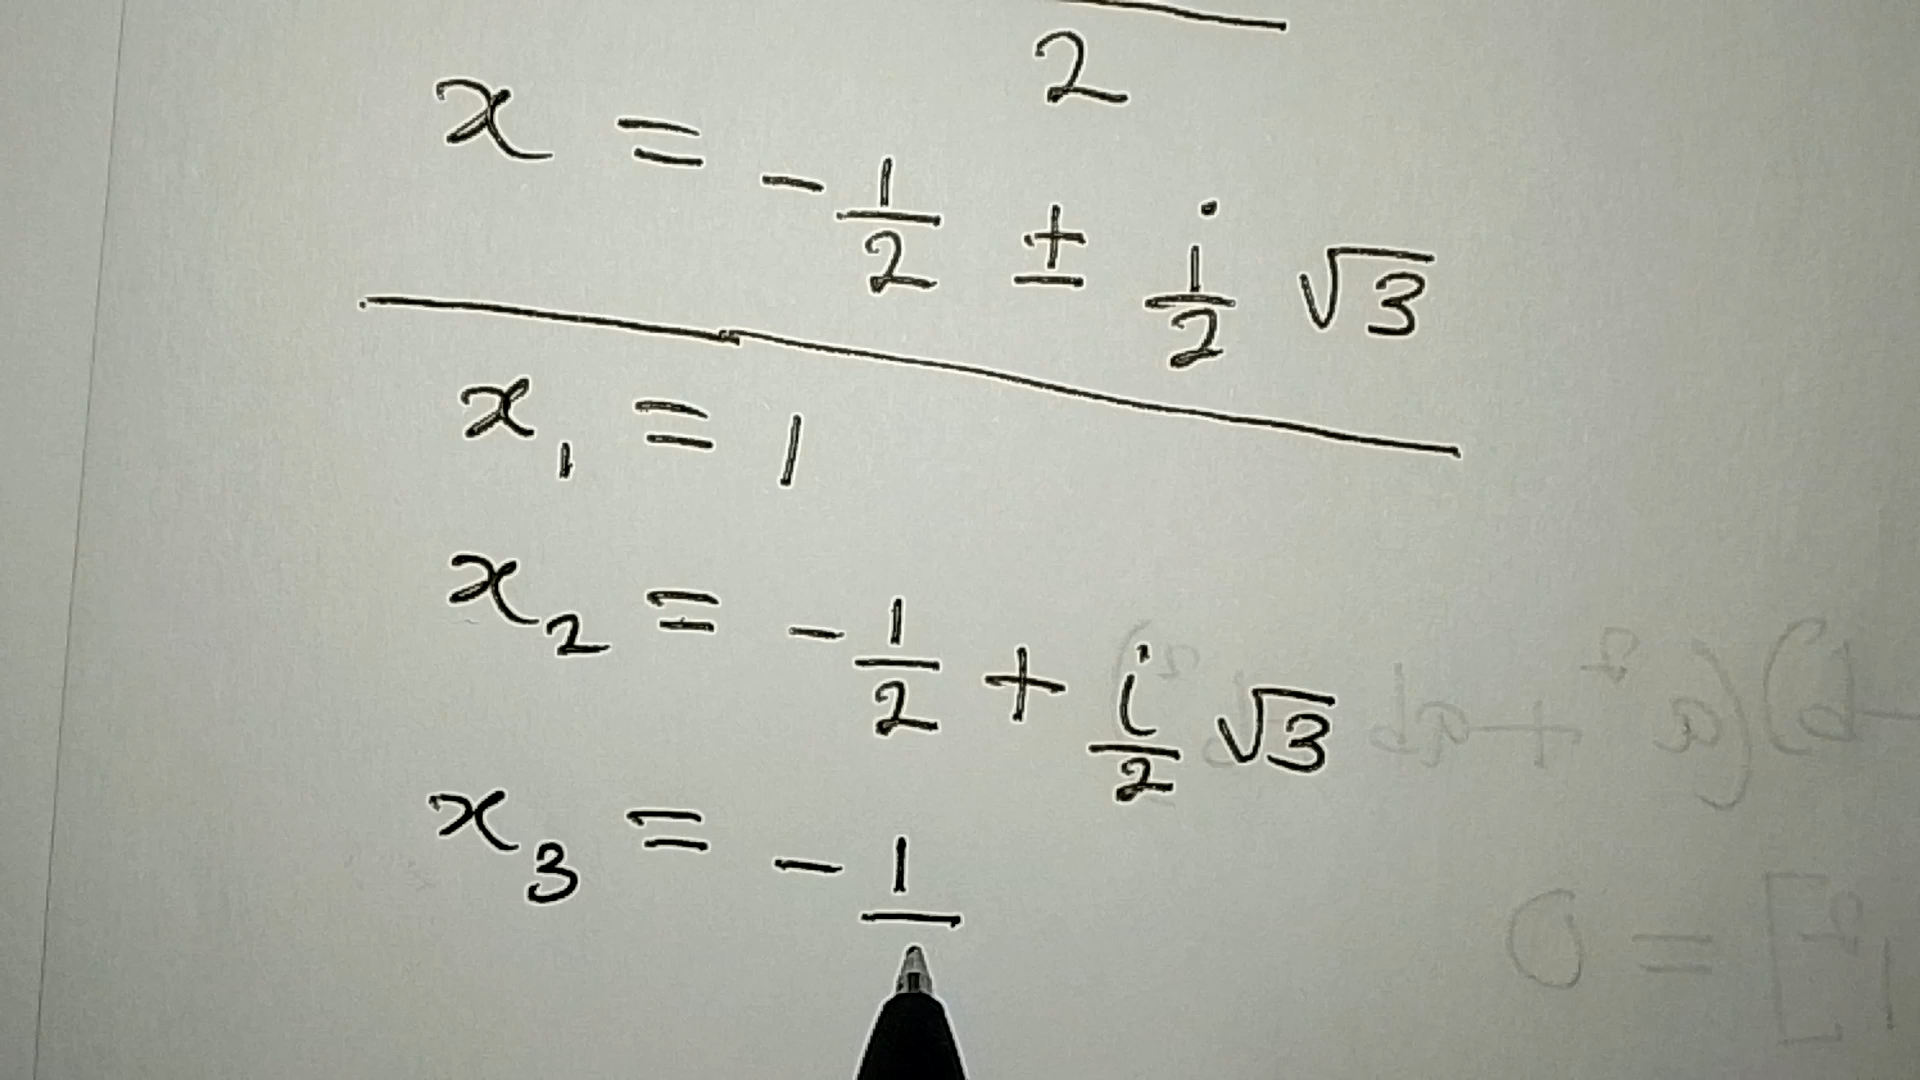 2
x = - 1/2 ± i/2 √3
x₁ = 1
x₂ = - 1/2 + i/2 √3
x₃ = - 1/